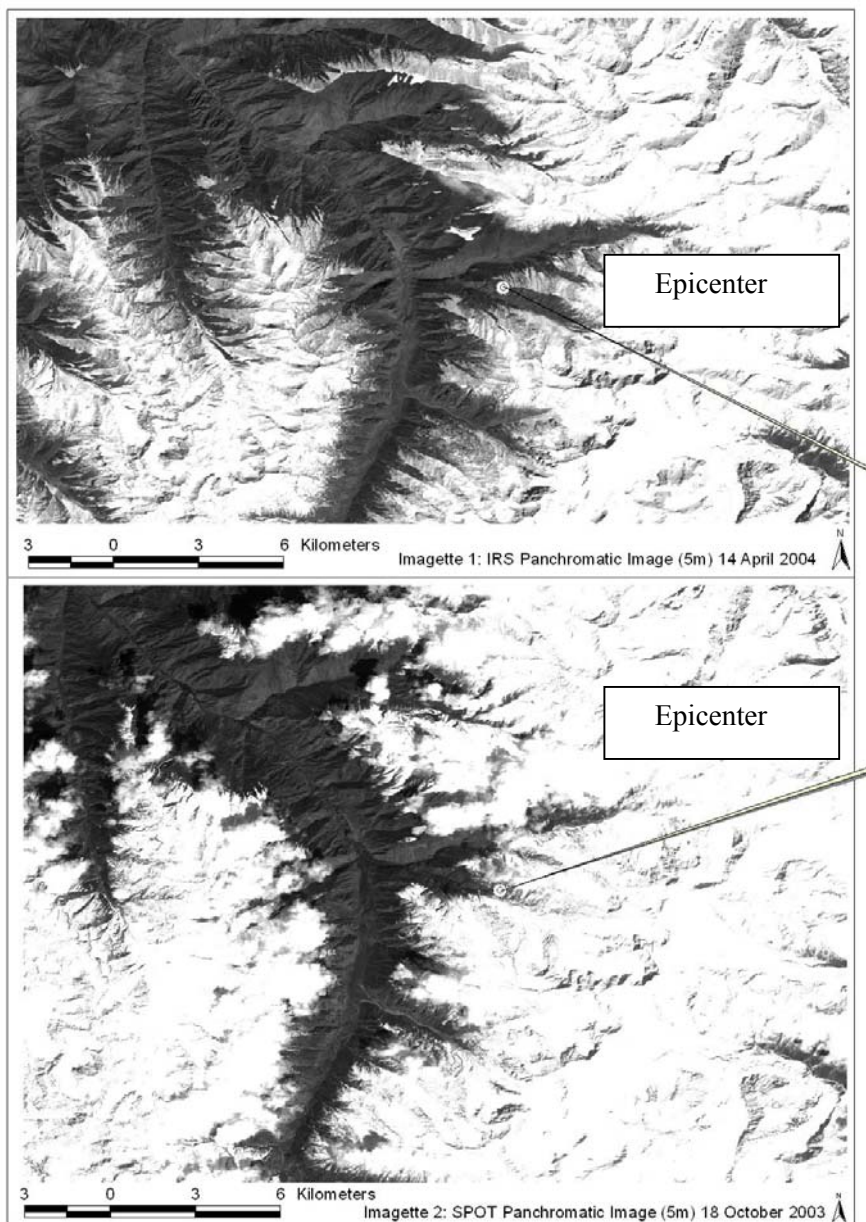 Epicenter
3 0 3 6 Kilometers
N
Imagette 1: IRS Panchromatic Image (5m) 14 April 2004
Epicenter
3 0 3 6 Kilometers
N
Imagette 2: SPOT Panchromatic Image (5m) 18 October 2003